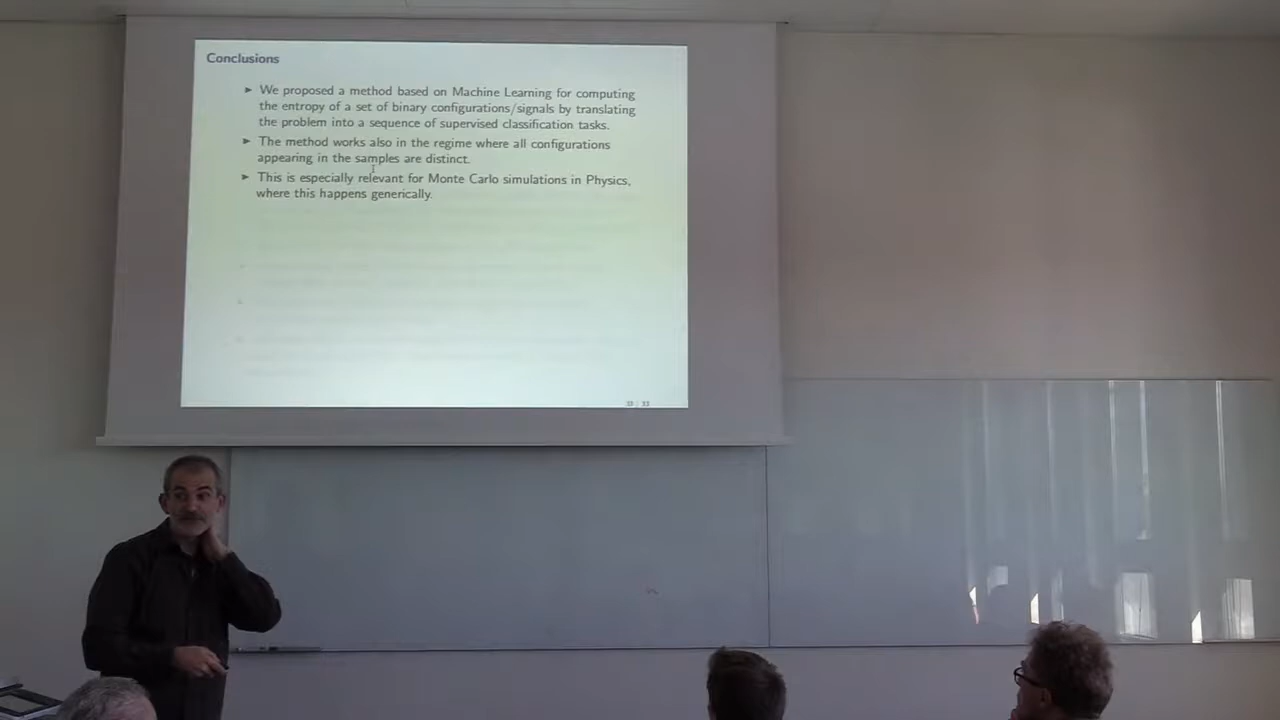 Conclusions
► We proposed a method based on Machine Learning for computing
the entropy of a set of binary configurations/signals by translating
the problem into a sequence of supervised classification tasks.
► The method works also in the regime where all configurations
appearing in the samples are distinct.
► This is especially relevant for Monte Carlo simulations in Physics,
where this happens generically.